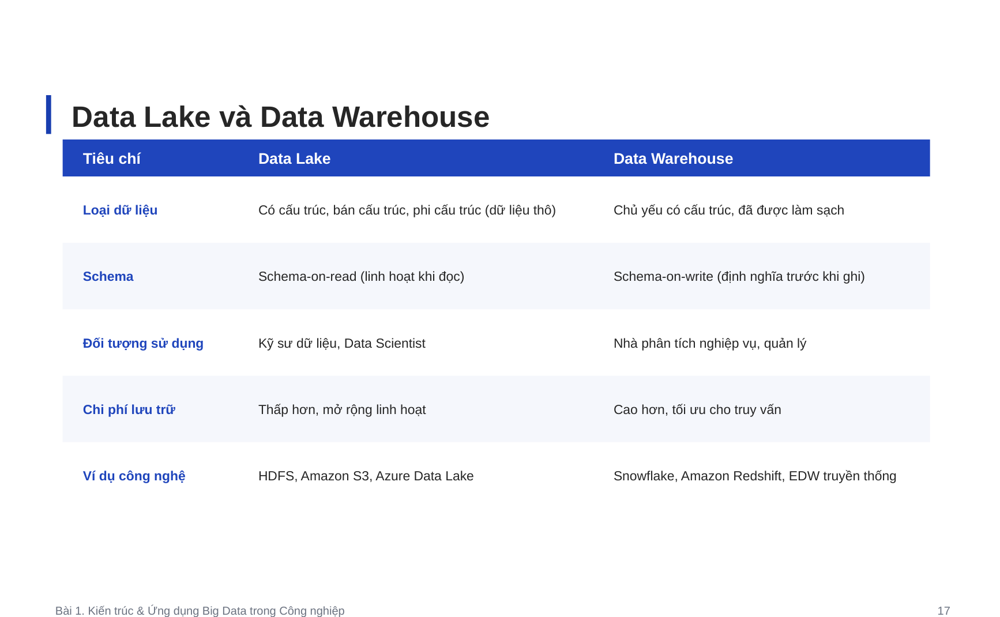 Data Lake và Data Warehouse
Tiêu chí Data Lake Data Warehouse
Loại dữ liệu Có cấu trúc, bán cấu trúc, phi cấu trúc (dữ liệu thô) Chủ yếu có cấu trúc, đã được làm sạch
Schema Schema-on-read (linh hoạt khi đọc) Schema-on-write (định nghĩa trước khi ghi)
Đối tượng sử dụng Kỹ sư dữ liệu, Data Scientist Nhà phân tích nghiệp vụ, quản lý
Chi phí lưu trữ Thấp hơn, mở rộng linh hoạt Cao hơn, tối ưu cho truy vấn
Ví dụ công nghệ HDFS, Amazon S3, Azure Data Lake Snowflake, Amazon Redshift, EDW truyền thống
Bài 1. Kiến trúc & Ứng dụng Big Data trong Công nghiệp 17